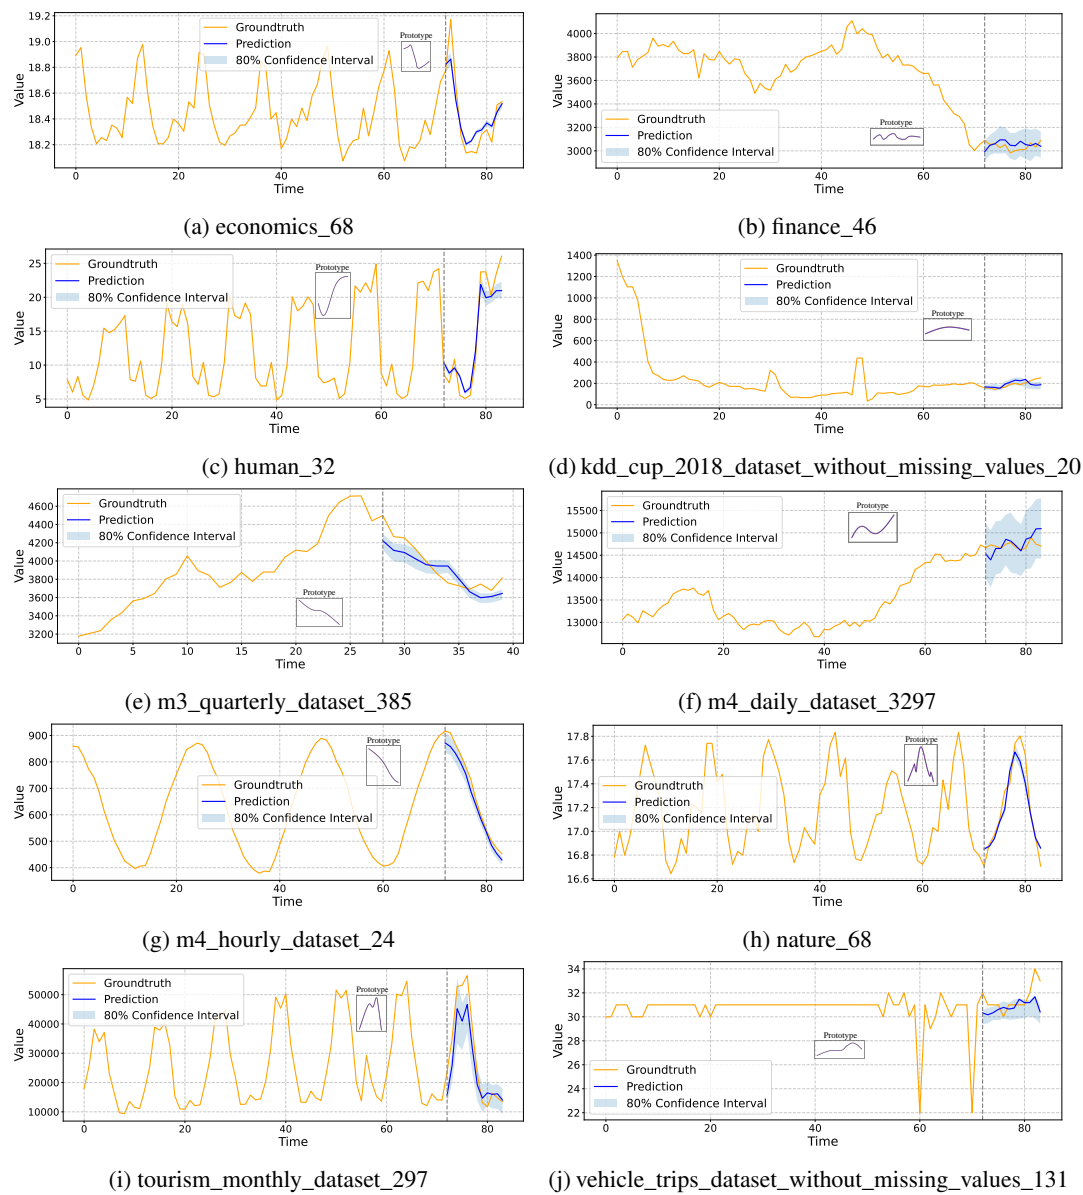 19.2
19.0
18.8
18.6
18.4
18.2
Value
Groundtruth
Prediction
80% Confidence Interval
Prototype
0 20 40 60 80
Time
(a) economics_68
4000
3800
3600
3400
3200
3000
Value
Groundtruth
Prediction
80% Confidence Interval
Prototype
0 20 40 60 80
Time
(b) finance_46
25
20
15
10
5
Value
Groundtruth
Prediction
80% Confidence Interval
Prototype
0 20 40 60 80
Time
(c) human_32
1400
1200
1000
800
600
400
200
0
Value
Groundtruth
Prediction
80% Confidence Interval
Prototype
0 20 40 60 80
Time
(d) kdd_cup_2018_dataset_without_missing_values_20
4600
4400
4200
4000
3800
3600
3400
3200
Value
Groundtruth
Prediction
80% Confidence Interval
Prototype
0 5 10 15 20 25 30 35 40
Time
(e) m3_quarterly_dataset_385
15500
15000
14500
14000
13500
13000
Value
Groundtruth
Prediction
80% Confidence Interval
Prototype
0 20 40 60 80
Time
(f) m4_daily_dataset_3297
900
800
700
600
500
400
Value
Groundtruth
Prediction
80% Confidence Interval
Prototype
0 20 40 60 80
Time
(g) m4_hourly_dataset_24
17.8
17.6
17.4
17.2
17.0
16.8
16.6
Value
Groundtruth
Prediction
80% Confidence Interval
Prototype
0 20 40 60 80
Time
(h) nature_68
50000
40000
30000
20000
10000
Value
Groundtruth
Prediction
80% Confidence Interval
Prototype
0 20 40 60 80
Time
(i) tourism_monthly_dataset_297
34
32
30
28
26
24
22
Value
Groundtruth
Prediction
80% Confidence Interval
Prototype
0 20 40 60 80
Time
(j) vehicle_trips_dataset_without_missing_values_131